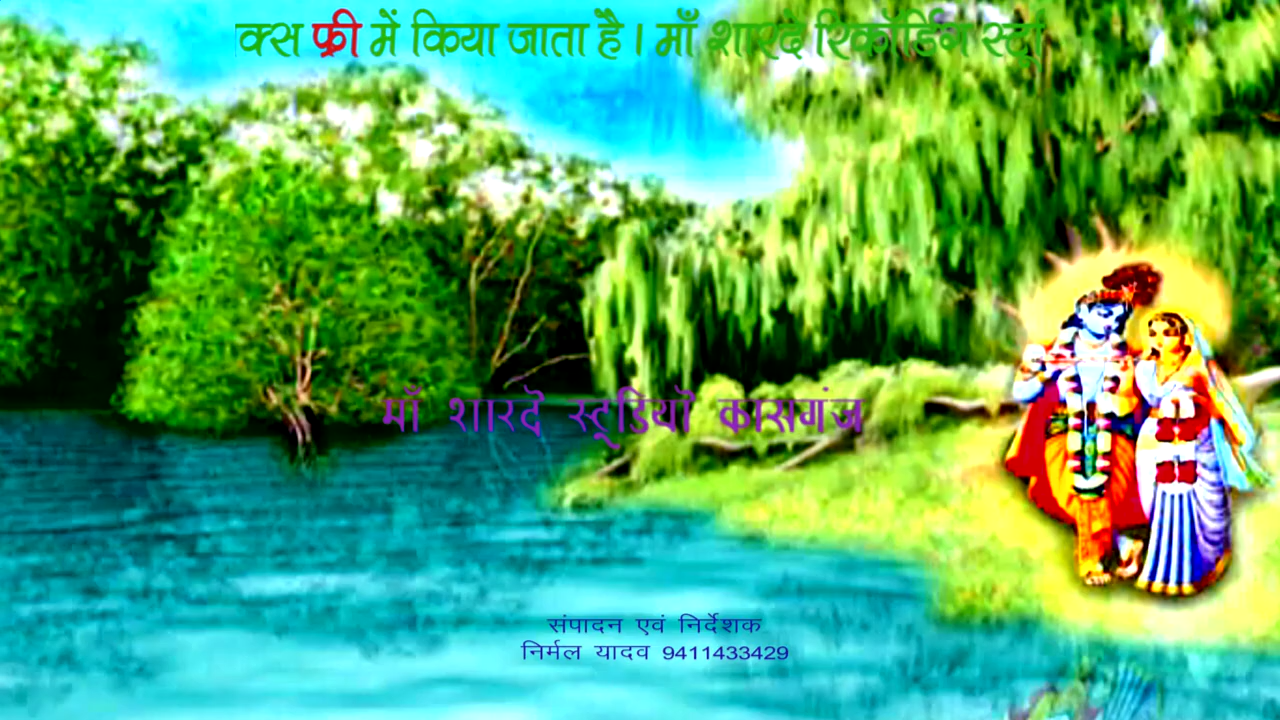 क्स फ्री में किया जाता है। माँ शारदे रिकॉर्डिंग स्टा
माँ शारदे स्टूडियो कासगंज
संपादन एवं निर्देशक
निर्मल यादव 9411433429